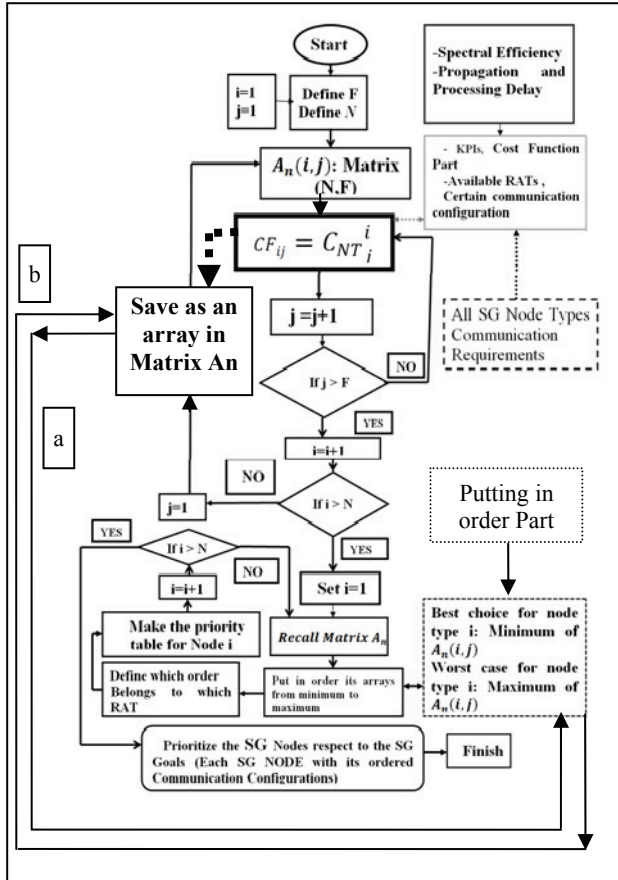 Start
-Spectral Efficiency
-Propagation and
Processing Delay
i=1
j=1
Define F
Define N
- KPIs, Cost Function
Part
-Available RATs ,
Certain communication
configuration
A_n(i,j): Matrix
(N,F)
CF_ij = C_NT^i_j
b
Save as an
array in
Matrix An
j =j+1
All SG Node Types
Communication
Requirements
If j > F
NO
YES
a
i=i+1
NO
If i > N
j=1
Putting in
order Part
YES
If i > N
NO
YES
i=i+1
Set i=1
Make the priority
table for Node i
Recall Matrix A_n
Best choice for node
type i: Minimum of
A_n(i,j)
Worst case for node
type i: Maximum of
A_n(i,j)
Define which order
Belongs to which
RAT
Put in order its arrays
from minimum to
maximum
Prioritize the SG Nodes respect to the SG
Goals (Each SG NODE with its ordered
Communication Configurations)
Finish